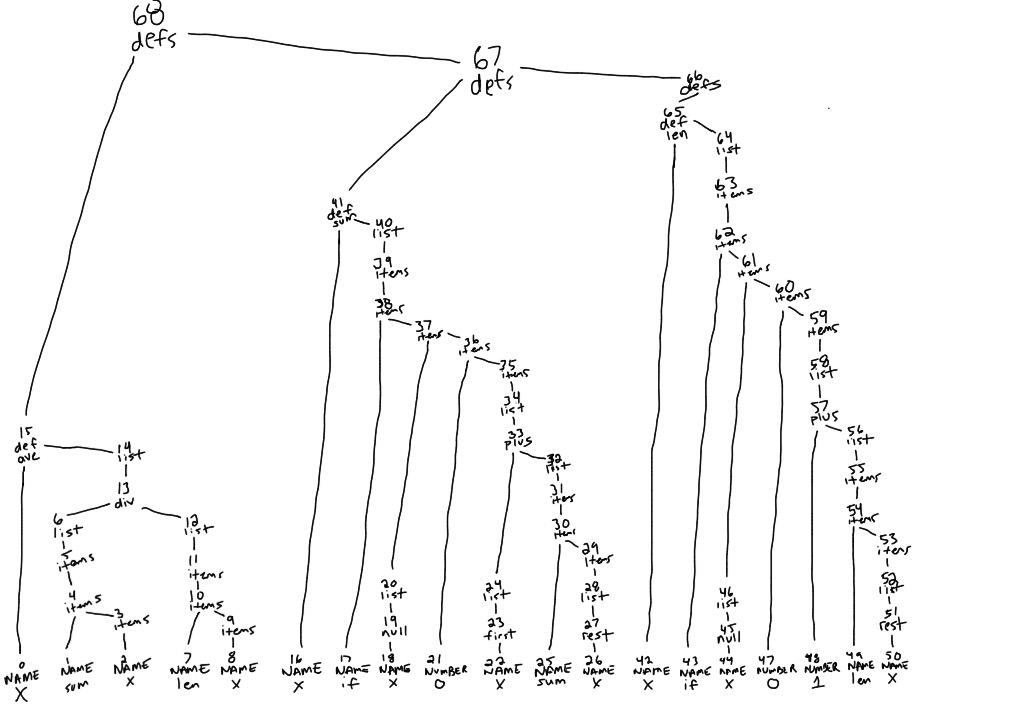 68
defs
67
defs
66
defs
65
def
len
64
list
63
items
62
items
61
items
60
items
59
items
58
list
57
plus
56
list
55
items
54
items
53
items
52
list
51
rest
41
def
sum
40
list
39
items
38
items
37
items
36
items
35
items
34
list
33
plus
32
list
31
items
30
items
29
items
28
list
27
rest
24
list
23
first
20
list
19
null
46
list
45
null
15
def
ave
14
list
13
div
6
list
5
items
4
items
3
items
12
list
11
items
10
items
9
items
0
NAME
X
1
NAME
sum
2
NAME
X
7
NAME
len
8
NAME
X
16
NAME
X
17
NAME
if
18
NAME
X
21
NUMBER
0
22
NAME
X
25
NAME
sum
26
NAME
X
42
NAME
X
43
NAME
if
44
NAME
X
47
NUMBER
0
48
NUMBER
1
49
NAME
len
50
NAME
X